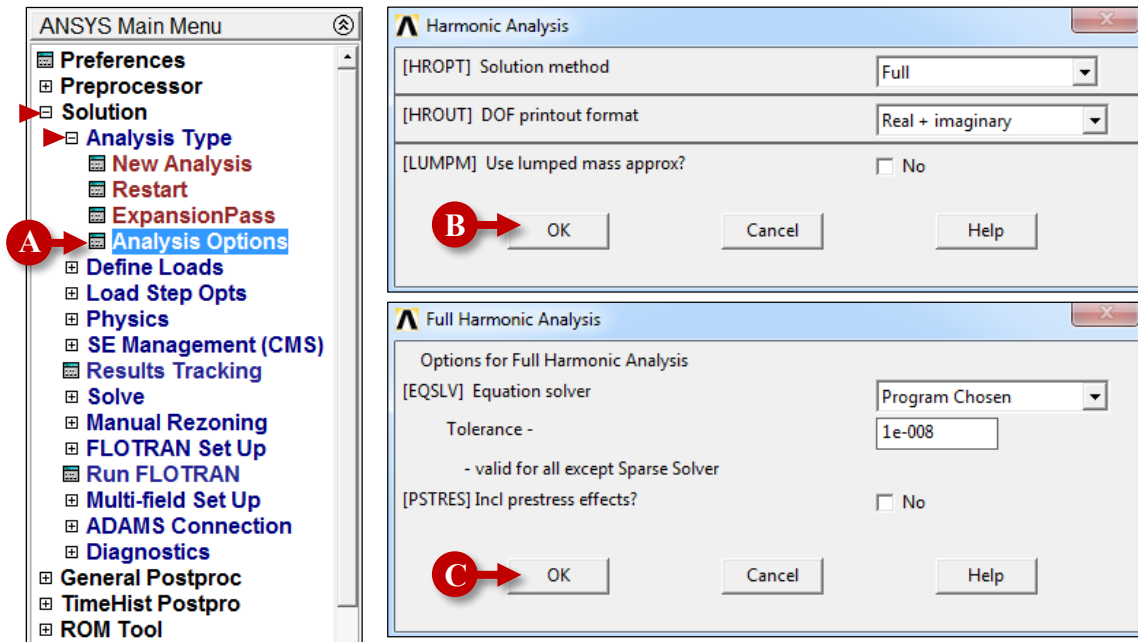 ANSYS Main Menu
Preferences
Preprocessor
Solution
Analysis Type
New Analysis
Restart
ExpansionPass
A Analysis Options
Define Loads
Load Step Opts
Physics
SE Management (CMS)
Results Tracking
Solve
Manual Rezoning
FLOTRAN Set Up
Run FLOTRAN
Multi-field Set Up
ADAMS Connection
Diagnostics
General Postproc
TimeHist Postpro
ROM Tool
Harmonic Analysis
[HROPT] Solution method Full
[HROUT] DOF printout format Real + imaginary
[LUMPM] Use lumped mass approx? No
B OK Cancel Help
Full Harmonic Analysis
Options for Full Harmonic Analysis
[EQSLV] Equation solver Program Chosen
Tolerance - 1e-008
- valid for all except Sparse Solver
[PSTRES] Incl prestress effects? No
C OK Cancel Help